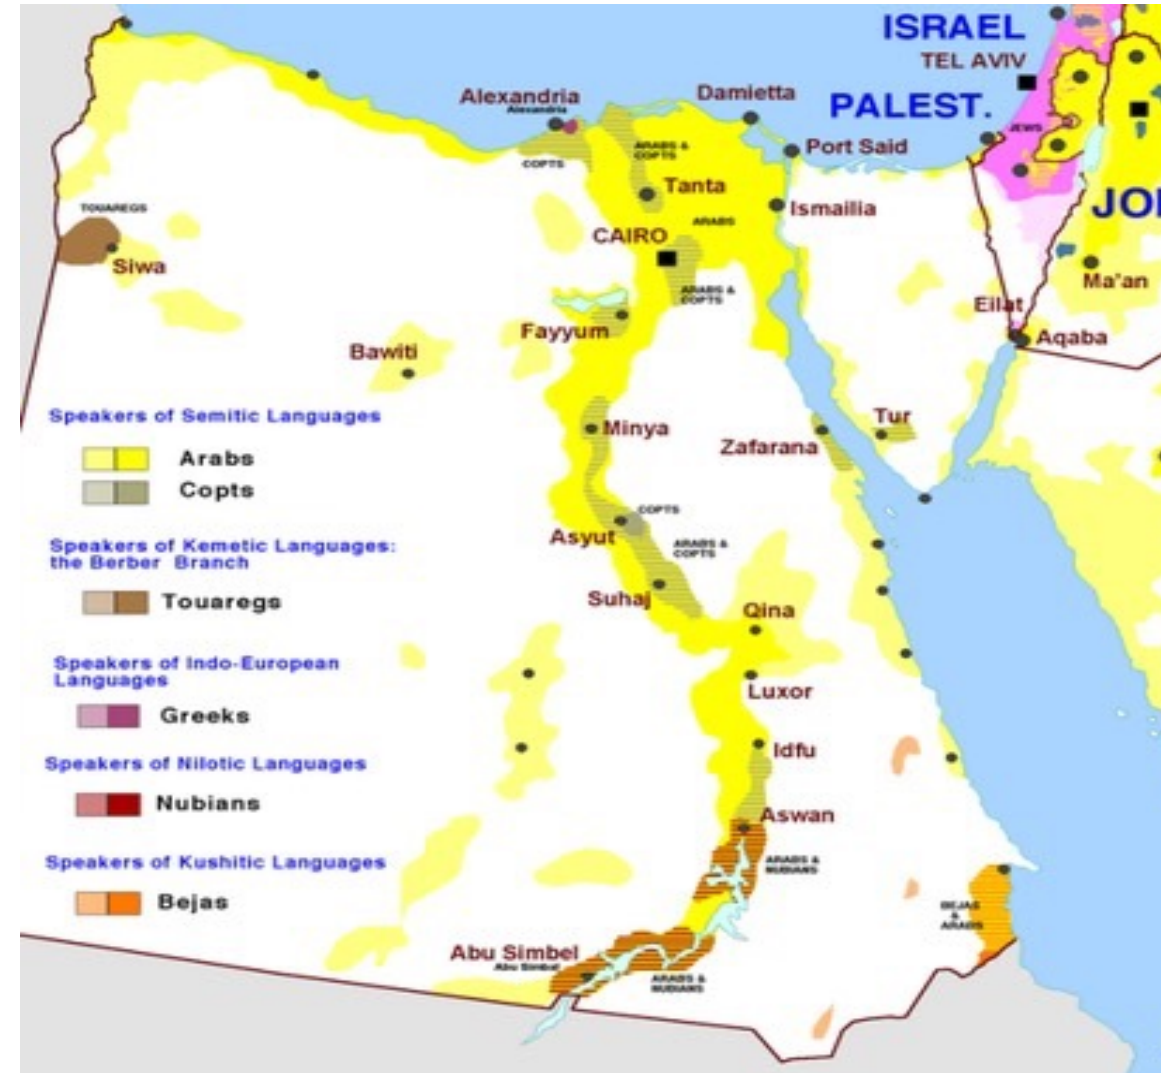 ISRAEL
TEL AVIV
PALEST.
JEWS
Alexandria
Alexandria
Damietta
COPTS
ARABS &
COPTS
Port Said
Tanta
TOUAREGS
Siwa
CAIRO
ARABS
Ismailia
JOI
ARABS &
COPTS
Ma'an
Eilat
Aqaba
Fayyum
Bawiti
Speakers of Semitic Languages
Arabs
Copts
Minya
Zafarana
Tur
COPTS
Asyut
ARABS &
COPTS
Speakers of Kemetic Languages:
the Berber Branch
Touaregs
Suhaj
Qina
Speakers of Indo-European
Languages
Greeks
Luxor
Idfu
Speakers of Nilotic Languages
Nubians
Aswan
ARABS &
NUBIANS
Speakers of Kushitic Languages
Bejas
BEJAS
&
ARABS
Abu Simbel
Abu Simbel
ARABS &
NUBIANS